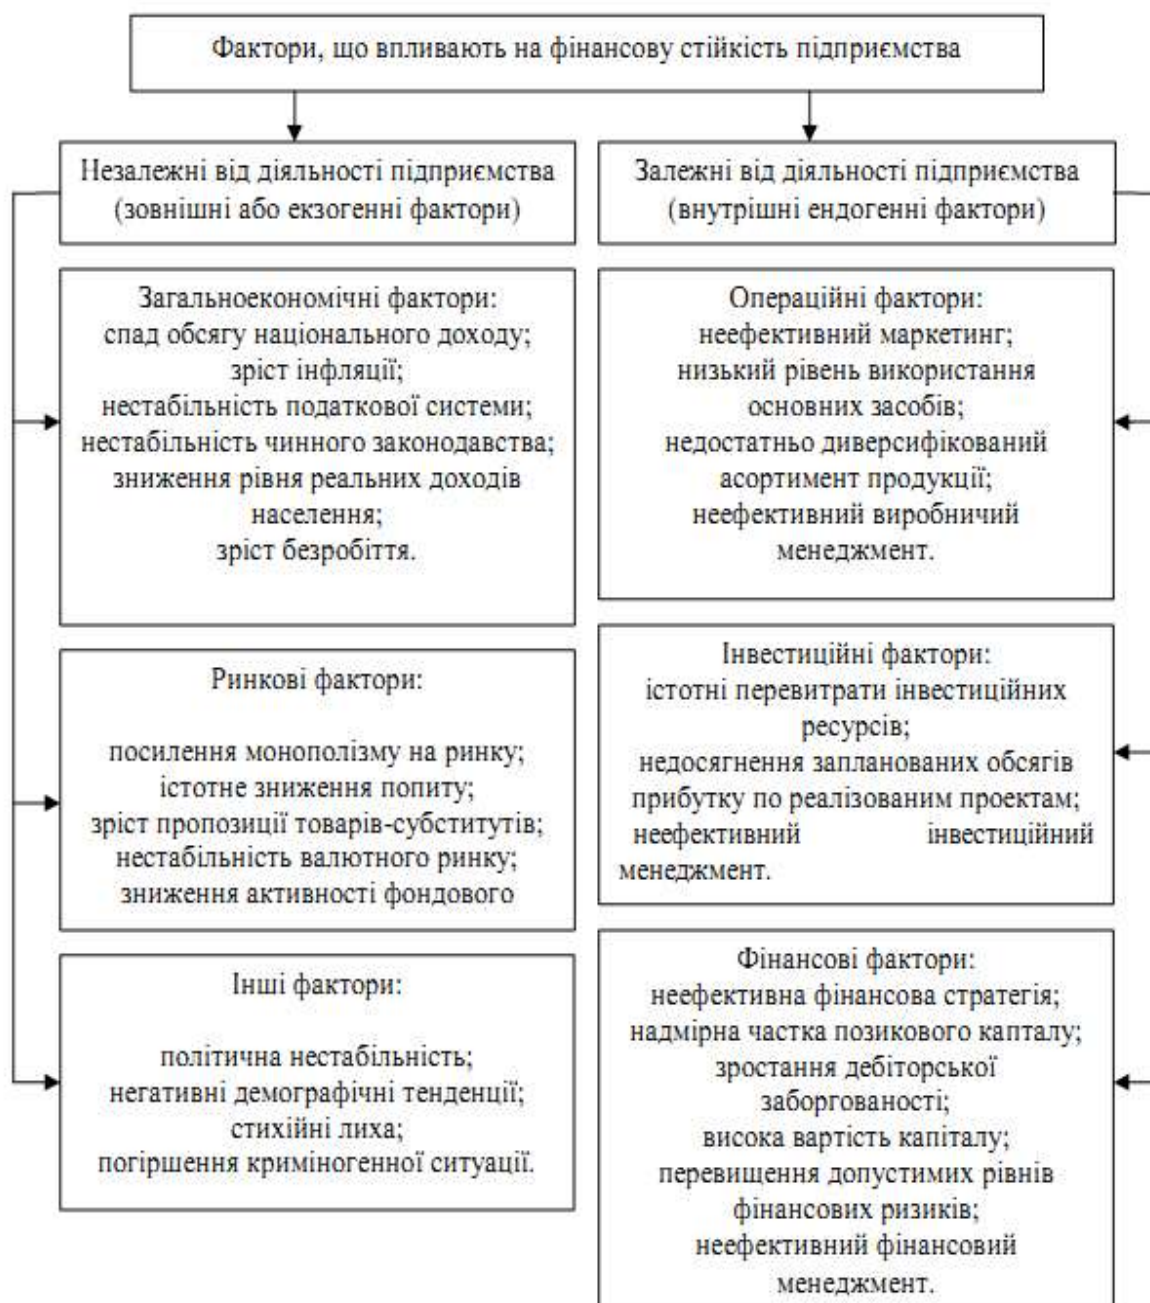 Фактори, що впливають на фінансову стійкість підприємства
Незалежні від діяльності підприємства
(зовнішні або екзогенні фактори)
Загальноекономічні фактори:
спад обсягу національного доходу;
зріст інфляції;
нестабільність податкової системи;
нестабільність чинного законодавства;
зниження рівня реальних доходів
населення;
зріст безробіття.
Ринкові фактори:
посилення монополізму на ринку;
істотне зниження попиту;
зріст пропозиції товарів-субститутів;
нестабільність валютного ринку;
зниження активності фондового
Інші фактори:
політична нестабільність;
негативні демографічні тенденції;
стихійні лиха;
погіршення криміногенної ситуації.
Залежні від діяльності підприємства
(внутрішні ендогенні фактори)
Операційні фактори:
неефективний маркетинг;
низький рівень використання
основних засобів;
недостатньо диверсифікований
асортимент продукції;
неефективний виробничий
менеджмент.
Інвестиційні фактори:
істотні перевитрати інвестиційних
ресурсів;
недосягнення запланованих обсягів
прибутку по реалізованим проектам;
неефективний інвестиційний
менеджмент.
Фінансові фактори:
неефективна фінансова стратегія;
надмірна частка позикового капталу;
зростання дебіторської
заборгованості;
висока вартість капіталу;
перевищення допустимих рівнів
фінансових ризиків;
неефективний фінансовий
менеджмент.